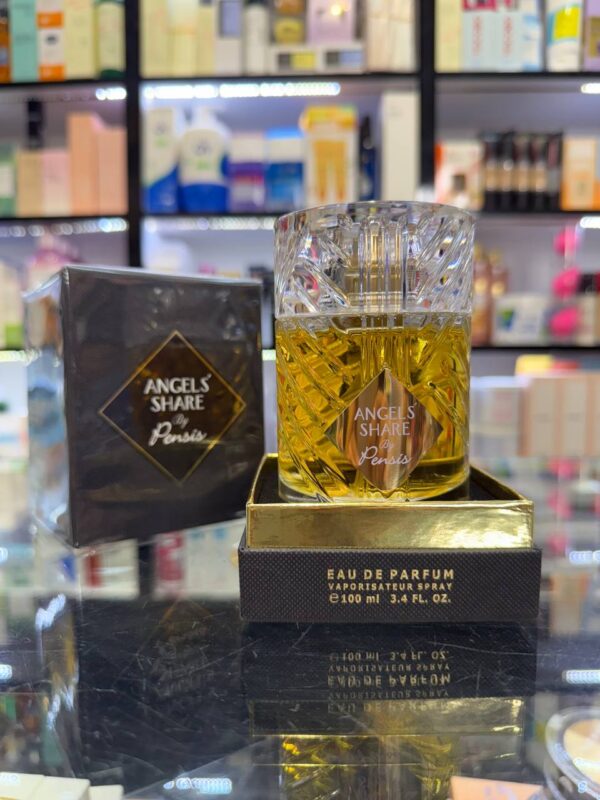 ANGELS'
SHARE
By
Pensis
ANGELS'
SHARE
By
Pensis
EAU DE PARFUM
VAPORISATEUR SPRAY
℮100 ml 3.4 FL. OZ.